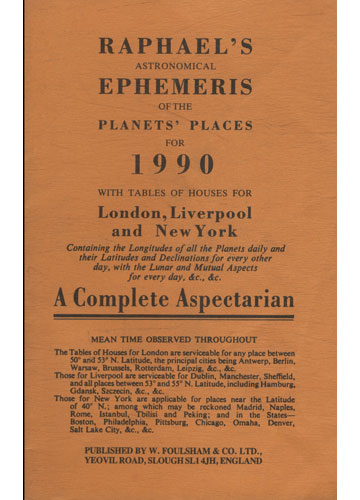 RAPHAEL'S
ASTRONOMICAL
EPHEMERIS
OF THE
PLANETS' PLACES
FOR
1990
WITH TABLES OF HOUSES FOR
London, Liverpool
and New York
Containing the Longitudes of all the Planets daily and
their Latitudes and Declinations for every other
day, with the Lunar and Mutual Aspects
for every day, &c., &c.
A Complete Aspectarian
MEAN TIME OBSERVED THROUGHOUT
The Tables of Houses for London are serviceable for any place between
50° and 53° N. Latitude, the principal cities being Antwerp, Berlin,
Warsaw, Brussels, Rotterdam, Leipzig, &c., &c.
Those for Liverpool are serviceable for Dublin, Manchester, Sheffield,
and all places between 53° and 55° N. Latitude, including Hamburg,
Gdansk, Szczecin, &c., &c.
Those for New York are applicable for places near the Latitude
of 40° N.; among which may be reckoned Madrid, Naples,
Rome, Istanbul, Tbilisi and Peking; and in the States—
Boston, Philadelphia, Pittsburg, Chicago, Omaha, Denver,
Salt Lake City, &c., &c.
PUBLISHED BY W. FOULSHAM & CO. LTD.,
YEOVIL ROAD, SLOUGH SL1 4JH, ENGLAND